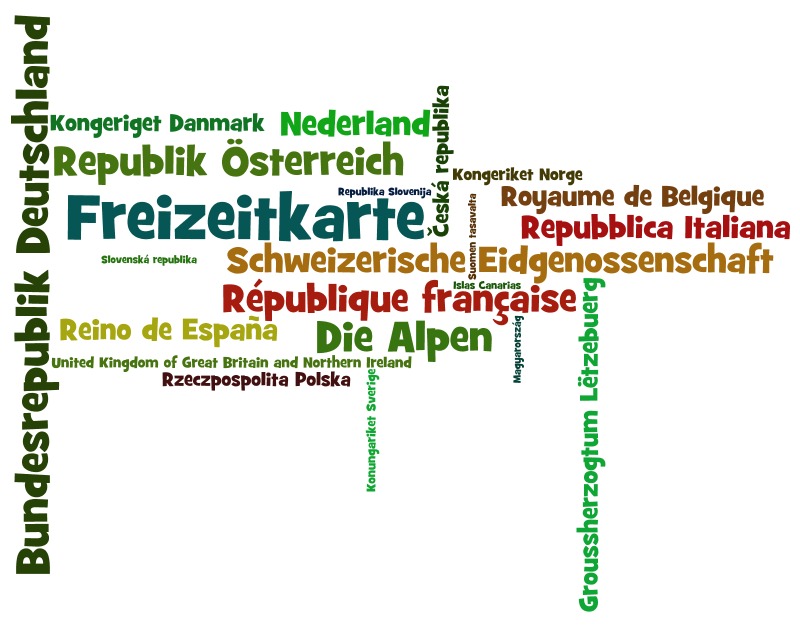 Bundesrepublik Deutschland
Kongeriget Danmark
Nederland
Česká republika
Republik Österreich
Kongeriket Norge
Republika Slovenija
Royaume de Belgique
Freizeitkarte
Suomen tasavalta
Repubblica Italiana
Slovenská republika
Schweizerische Eidgenossenschaft
Islas Canarias
République française
Reino de España
Die Alpen
Magyarország
Groussherzogtum Lëtzebuerg
United Kingdom of Great Britain and Northern Ireland
Rzeczpospolita Polska
Konungariket Sverige